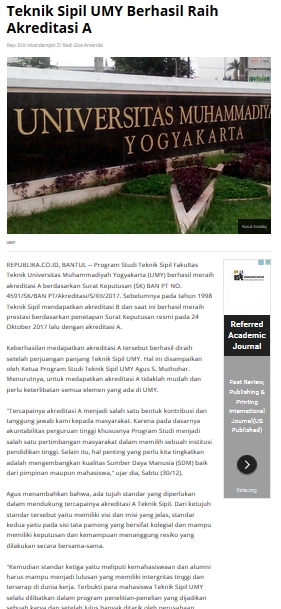 Teknik Sipil UMY Berhasil Raih
Akreditasi A
Rep: Eric Iskandarsjah Z/ Red: Gita Amanda
UNIVERSITAS MUHAMMADIYA
YOGYAKARTA
Yusuf Assidiq
UMY
REPUBLIKA.CO.ID, BANTUL -- Program Studi Teknik Sipil Fakultas
Teknik Universitas Muhammadiyah Yogyakarta (UMY) berhasil meraih
akreditasi A berdasarkan Surat Keputusan (SK) BAN PT NO.
4591/SK/BAN PT/Akreditasi/S/XII/2017. Sebelumnya pada tahun 1998
Teknik Sipil mendapatkan akreditasi B dan saat ini berhasil meraih
prestasi berdasarkan penetapan Surat Keputusan resmi pada 24
Oktober 2017 lalu dengan akreditasi A.
Keberhasilan medapatkan akreditasi A tersebut berhasil diraih
setelah perjuangan panjang Teknik Sipil UMY. Hal ini disampaikan
oleh Ketua Program Studi Teknik Sipil UMY Agus S. Muthohar.
Menurutnya, untuk medapatkan akreditasi A tidaklah mudah dan
perlu keterlibatan semua elemen yang ada di UMY.
"Tercapainya akreditasi A menjadi salah satu bentuk kontribusi dan
tanggung jawab kami kepada masyarakat. Karena pada dasarnya
akuntabilitas perguruan tinggi khususnya Program Studi menjadi
salah satu pertimbangan masyarakat dalam memilih sebuah institusi
pendidikan tinggi. Selain itu, hal penting yang perlu kita tingkatkan
adalah mengembangkan kualitas Sumber Daya Manusia (SDM) baik
dari pimpinan maupun mahasiswa," ujar dia, Sabtu (30/12).
Agus menambahkan bahwa, ada tujuh standar yang diperlukan
dalam mendukung tercapainya akreditasi A Teknik Sipil. Dari ketujuh
standar tersebut yaitu memiliki visi dan misi yang jelas, standar
kedua yaitu pada sisi tata pamong yang bersifat kolegial dan mampu
memiliki keputusan dan kemampuan menanggung resiko yang
dilakukan secara bersama-sama.
"Kemudian standar ketiga yaitu meliputi kemahasiswaan dan alumni
harus mampu menjadi lulusan yang memiliki intergritas tinggi dan
terserap di dunia kerja. Terbukti para mahasiswa Teknik Sipil UMY
selalu dilibatkan dalam program penelitian-penelian yang dijadikan
sebagai karya dan setelah lulus banyak ditarik oleh perusahaan
Referred
Academic
Journal
Fast Review,
Publishing &
Printing
International
Journal(US
Published)
fleta.org